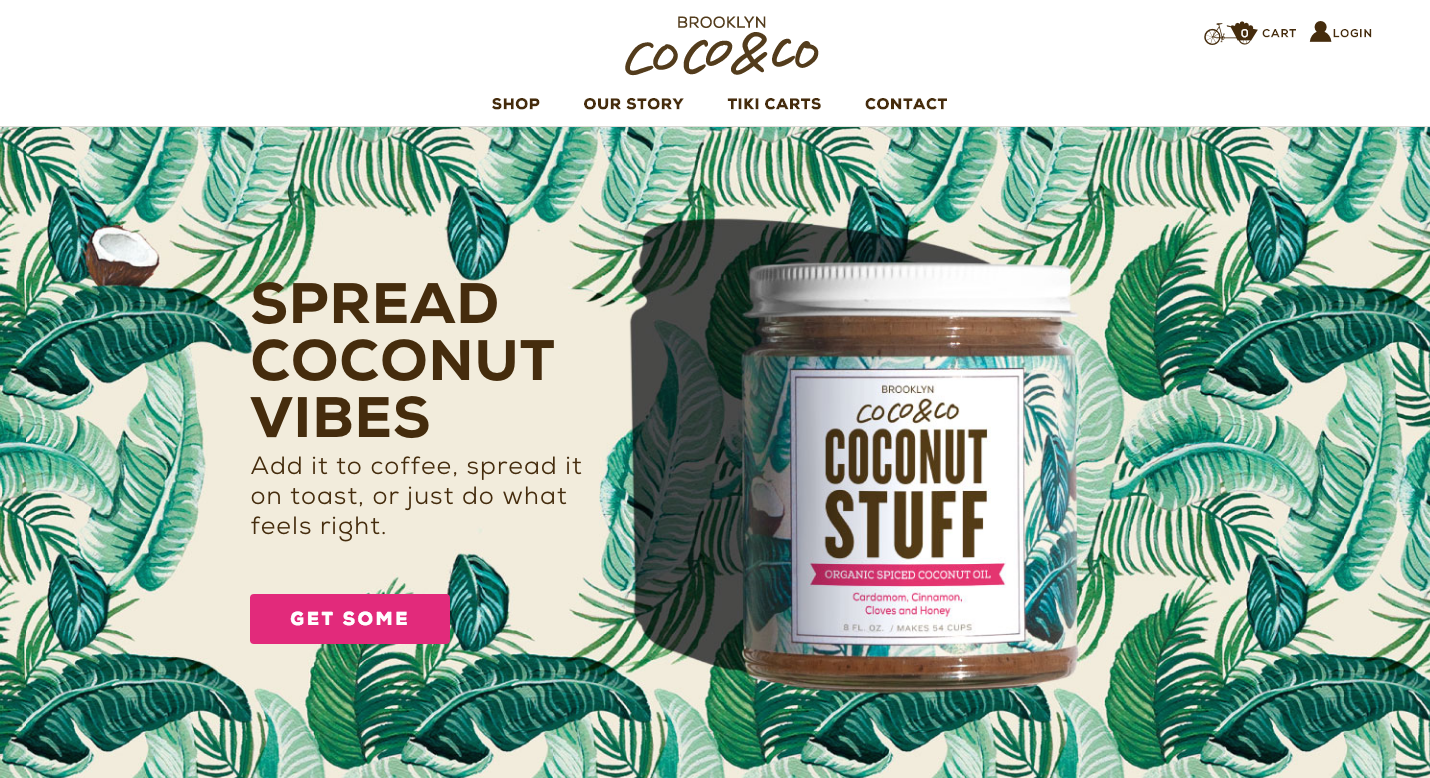 BROOKLYN
coco&co
0 CART
LOGIN
SHOP
OUR STORY
TIKI CARTS
CONTACT
SPREAD
COCONUT
VIBES
Add it to coffee, spread it
on toast, or just do what
feels right.
GET SOME
BROOKLYN
coco&co
COCONUT
STUFF
ORGANIC SPICED COCONUT OIL
Cardamom, Cinnamon,
Cloves and Honey
8 FL. OZ. / MAKES 54 CUPS